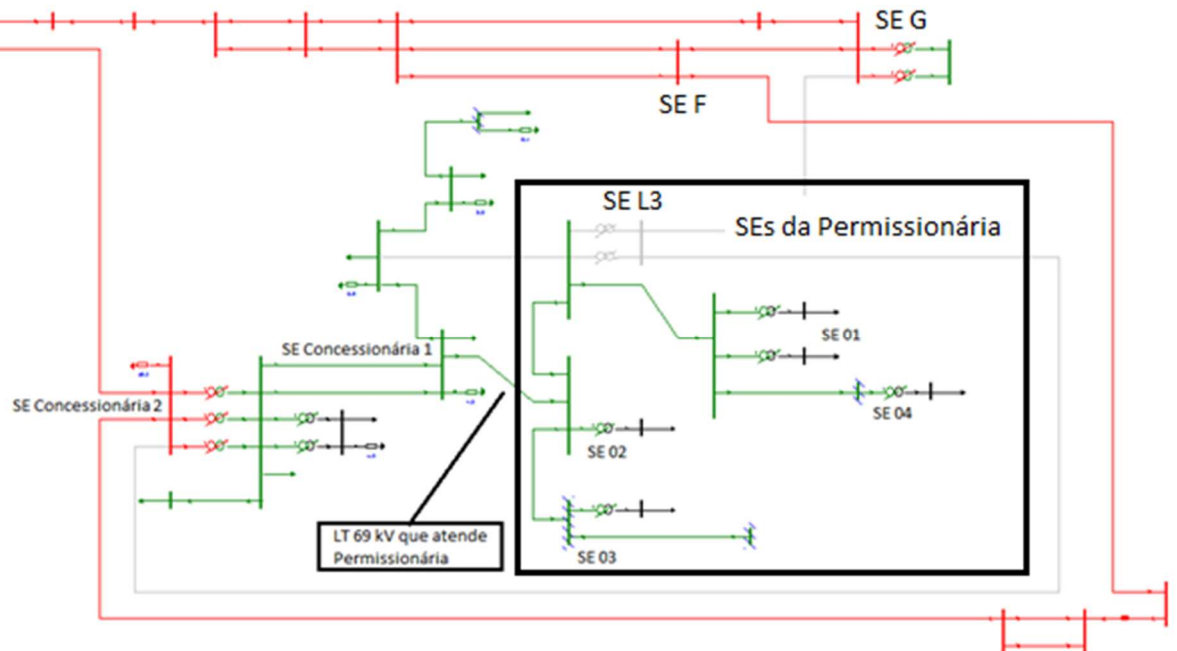 SE G
SE F
SE L3
SEs da Permissionária
SE 01
SE Concessionária 1
SE Concessionária 2
SE 04
SE 02
LT 69 kV que atende
Permissionária
SE 03